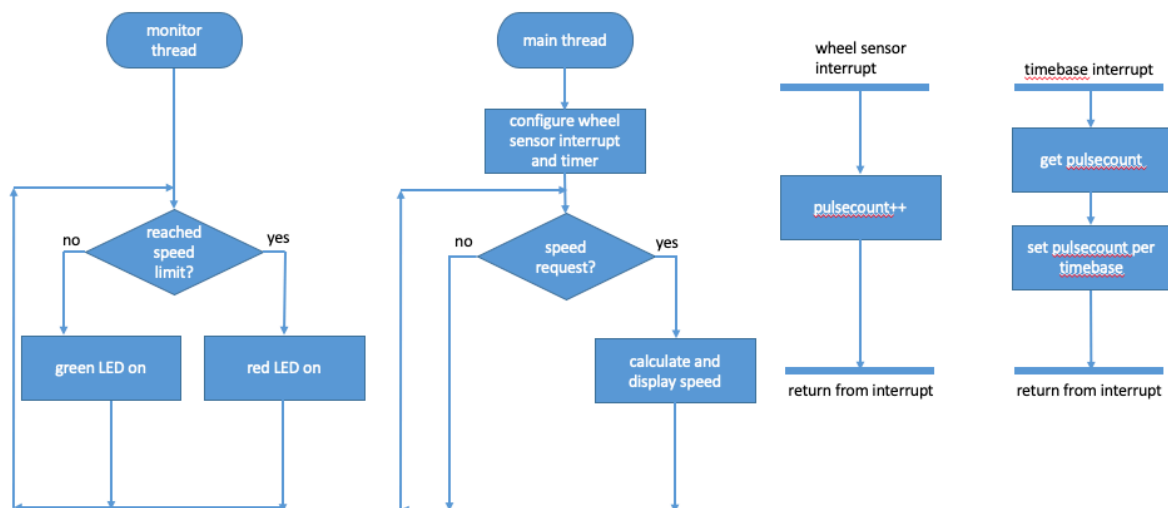 monitor
thread
reached
speed
limit?
no
yes
green LED on
red LED on
main thread
configure wheel
sensor interrupt
and timer
speed
request?
no
yes
calculate and
display speed
wheel sensor
interrupt
pulsecount++
return from interrupt
timebase interrupt
get pulsecount
set pulsecount per
timebase
return from interrupt